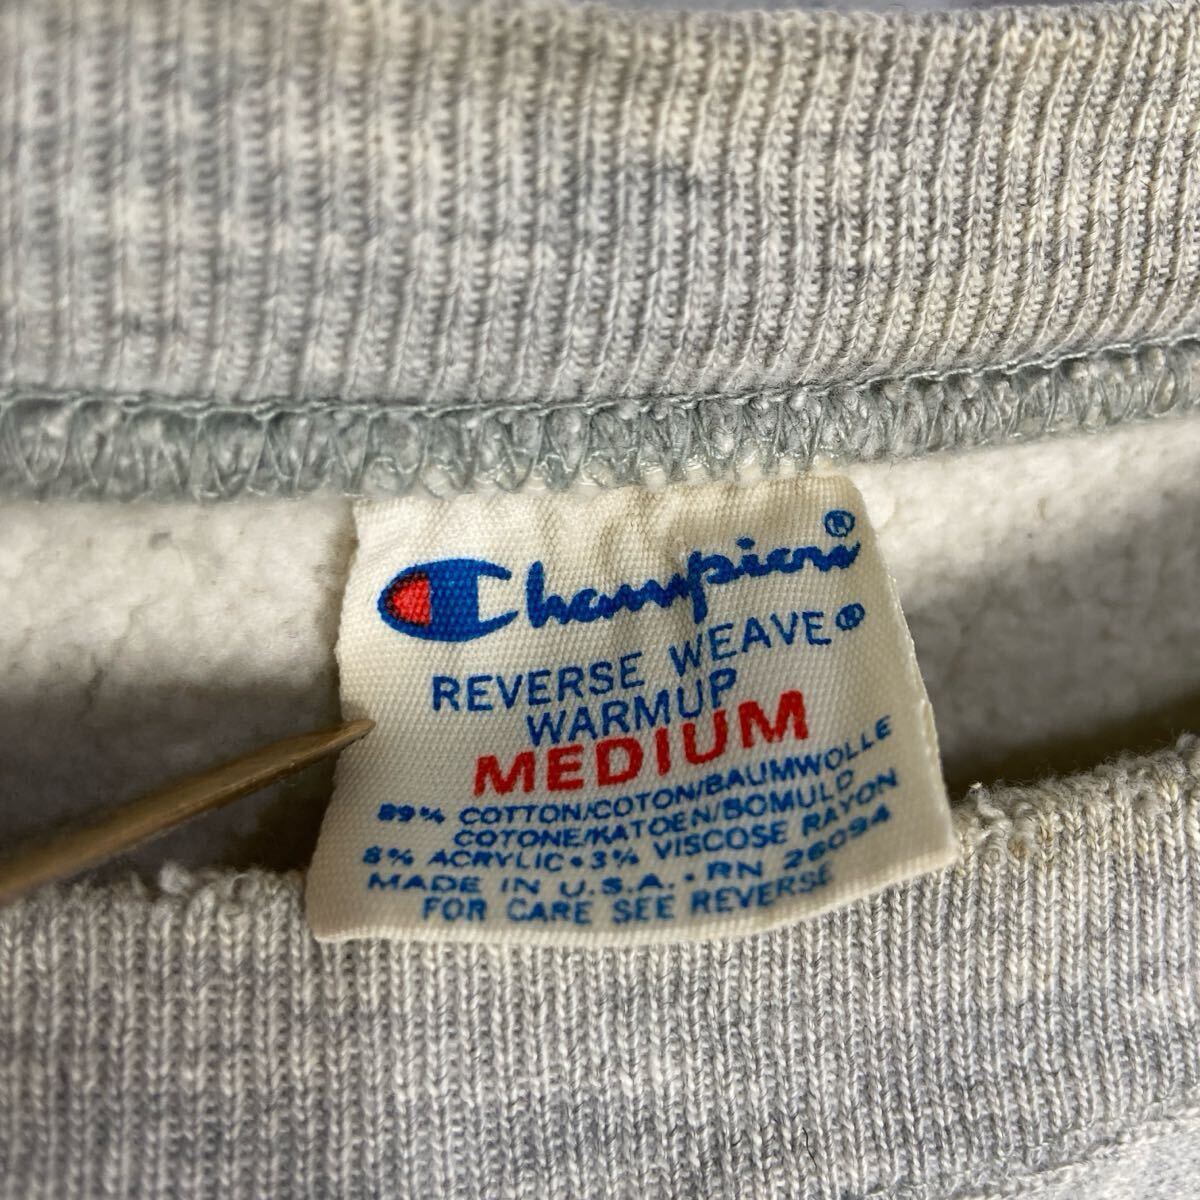 Champion®
REVERSE WEAVE®
WARMUP
MEDIUM
89% COTTON/COTON/BAUMWOLLE
COTONE/KATOEN/BOMULD
8% ACRYLIC • 3% VISCOSE RAYON
MADE IN U.S.A. • RN 26094
FOR CARE SEE REVERSE